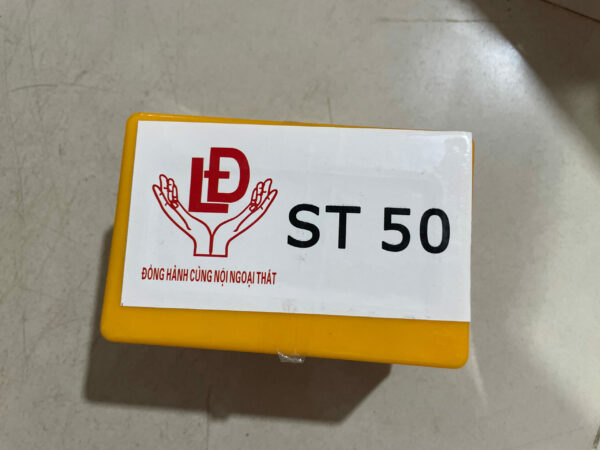 LĐ
ST 50
ĐỒNG HÀNH CÙNG NỘI NGOẠI THẤT